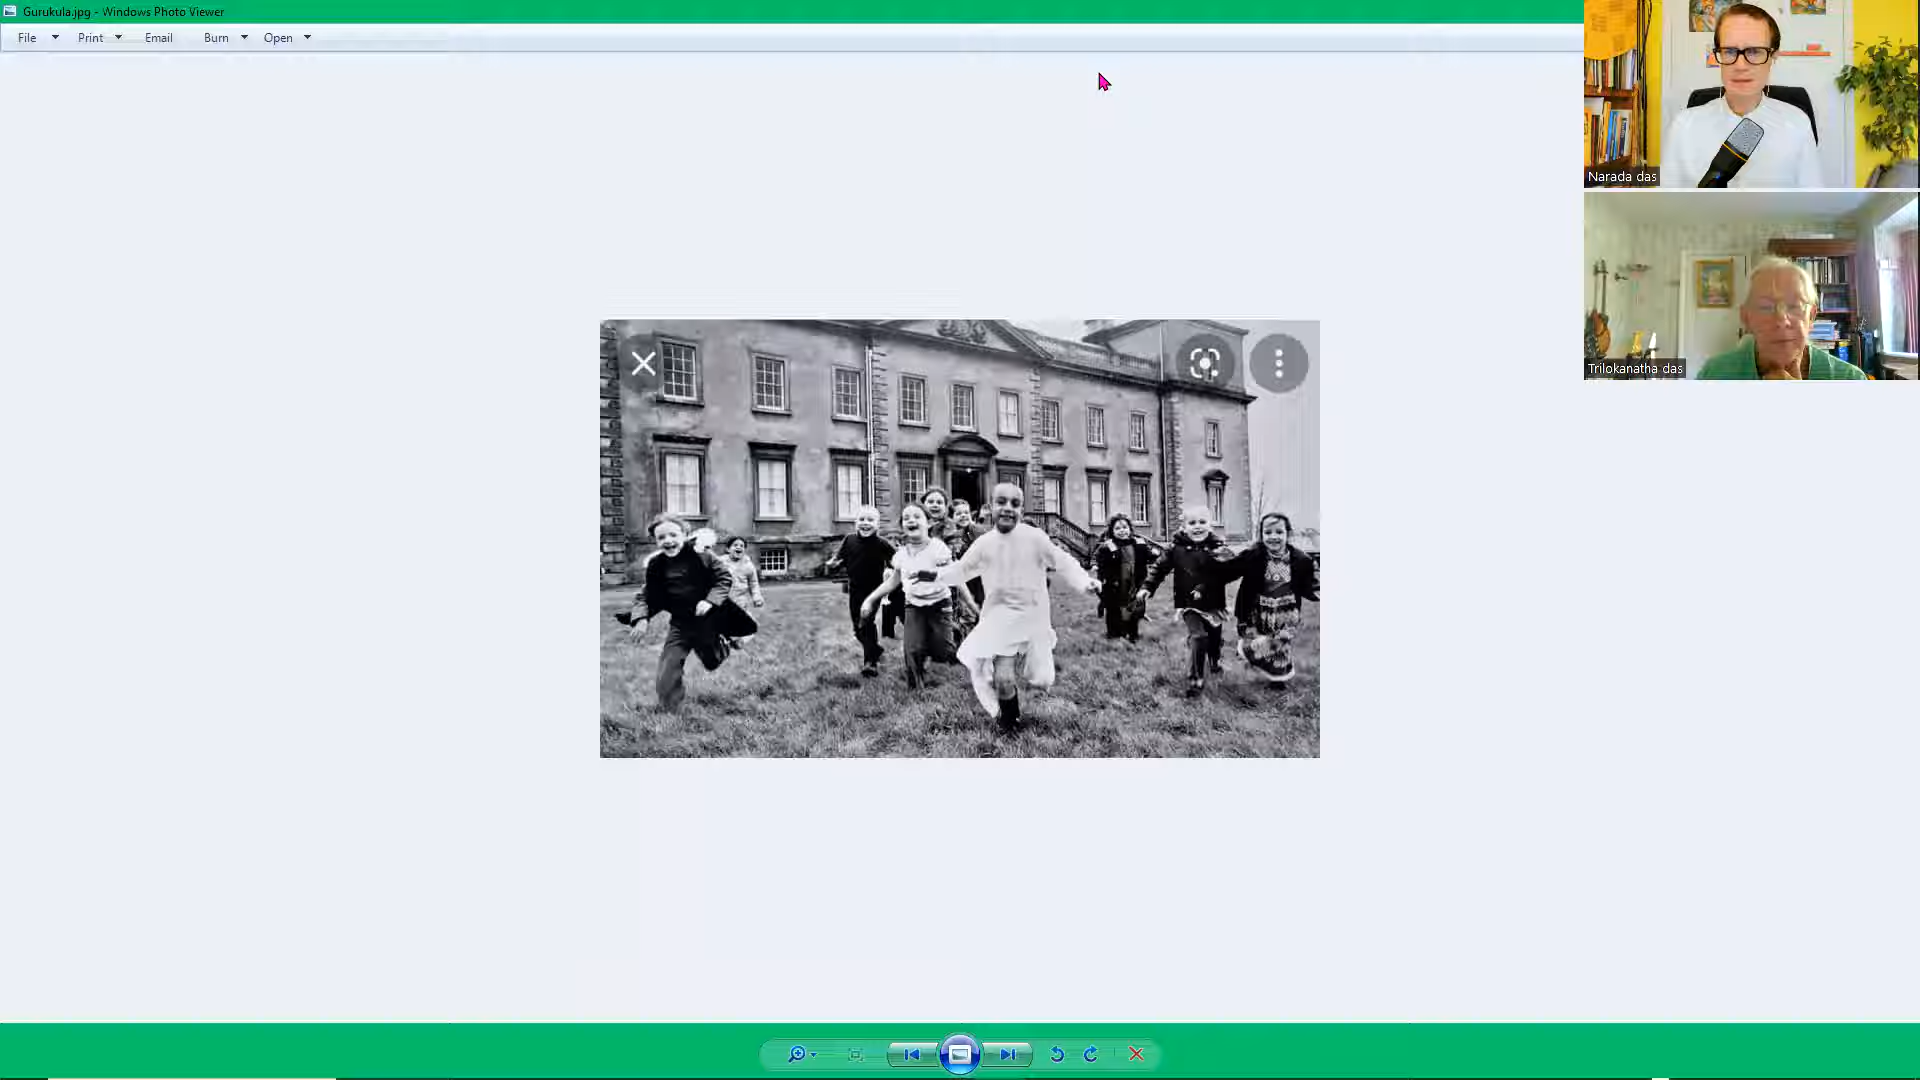 Gurukula.jpg - Windows Photo Viewer
File Print Email Burn Open
Narada das
Trilokanatha das